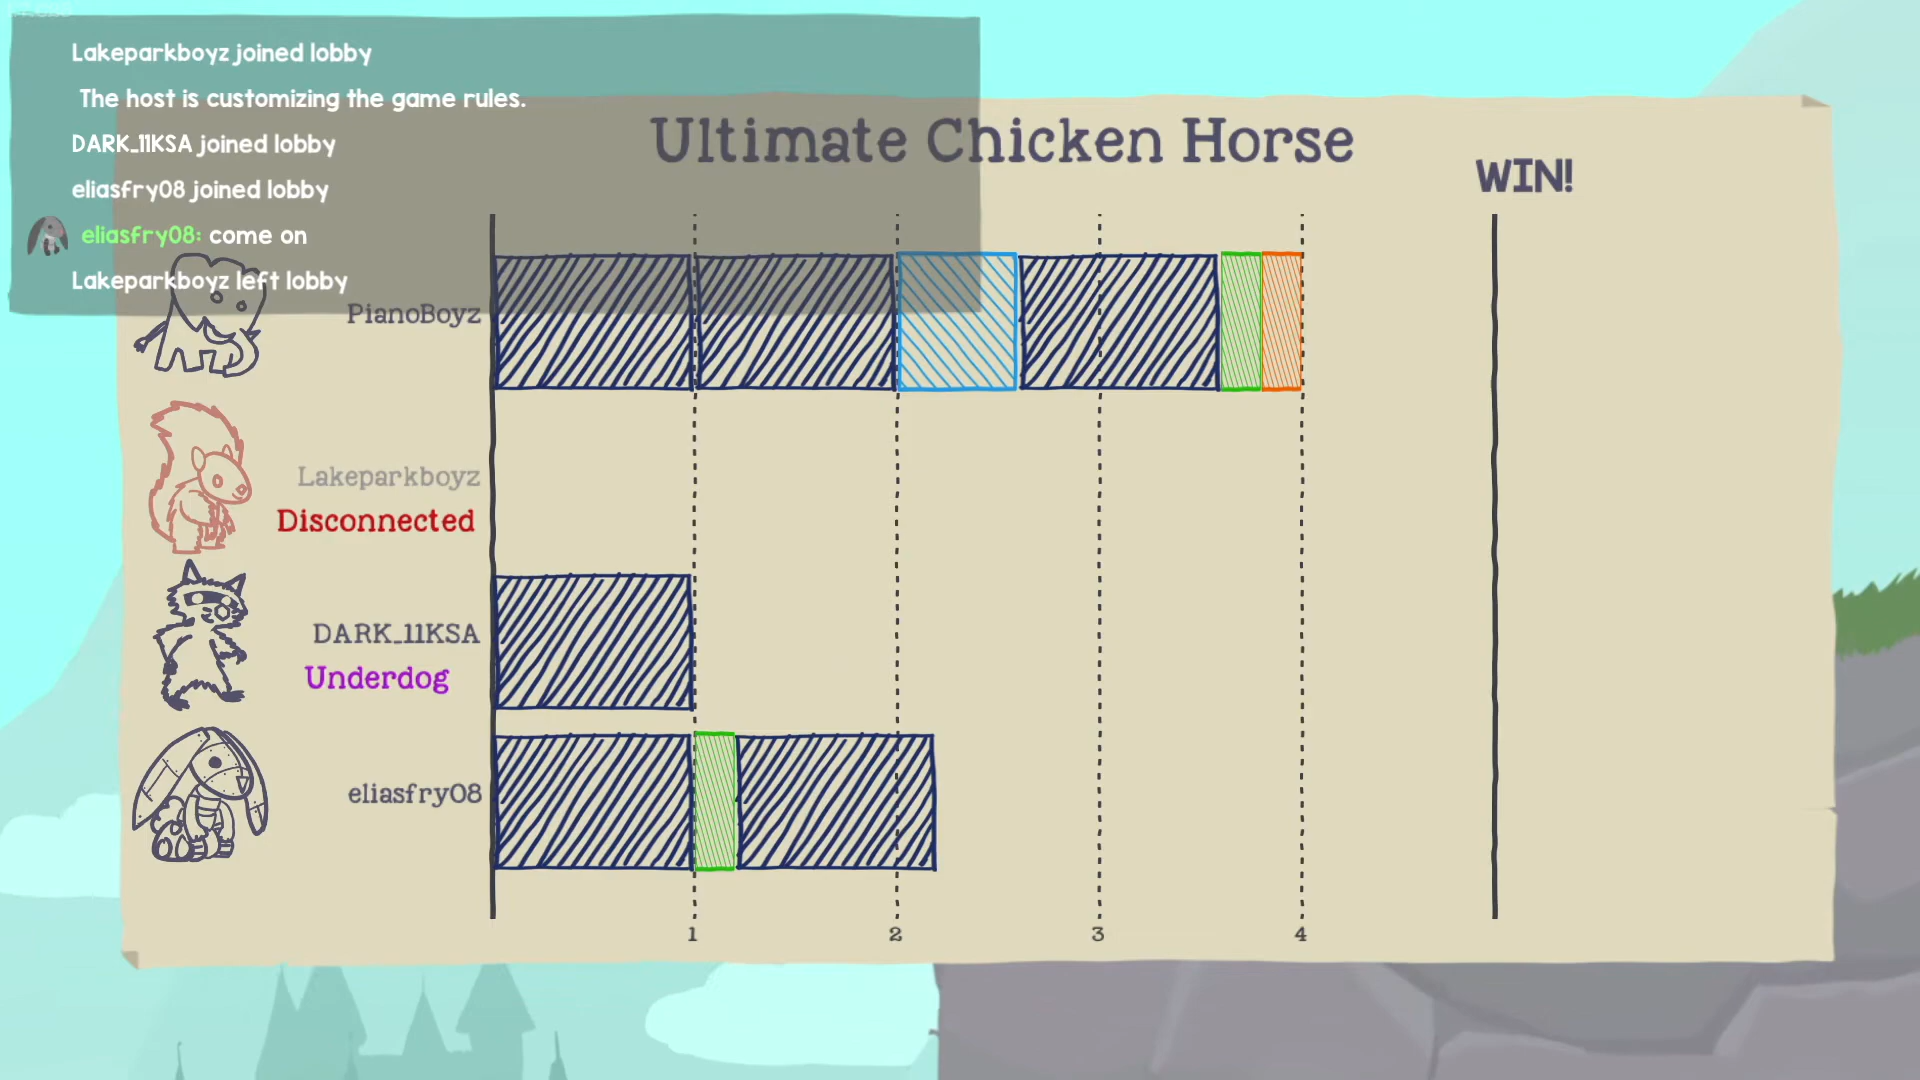 Lakeparkboyz joined lobby
The host is customizing the game rules.
DARK_11KSA joined lobby
eliasfry08 joined lobby
eliasfry08: come on
Lakeparkboyz left lobby
Ultimate Chicken Horse
WIN!
PianoBoyz
Lakeparkboyz
Disconnected
DARK_11KSA
Underdog
eliasfry08
1 2 3 4